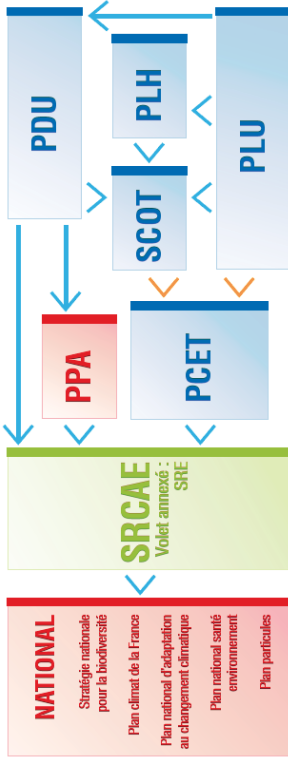 NATIONAL
Stratégie nationale
pour la biodiversité
Plan climat de la France
Plan national d'adaptation
au changement climatique
Plan national santé
environnement
Plan particules
SRCAE
Volet annexé :
SRE
PPA
PCET
PDU
SCOT
PLH
PLU